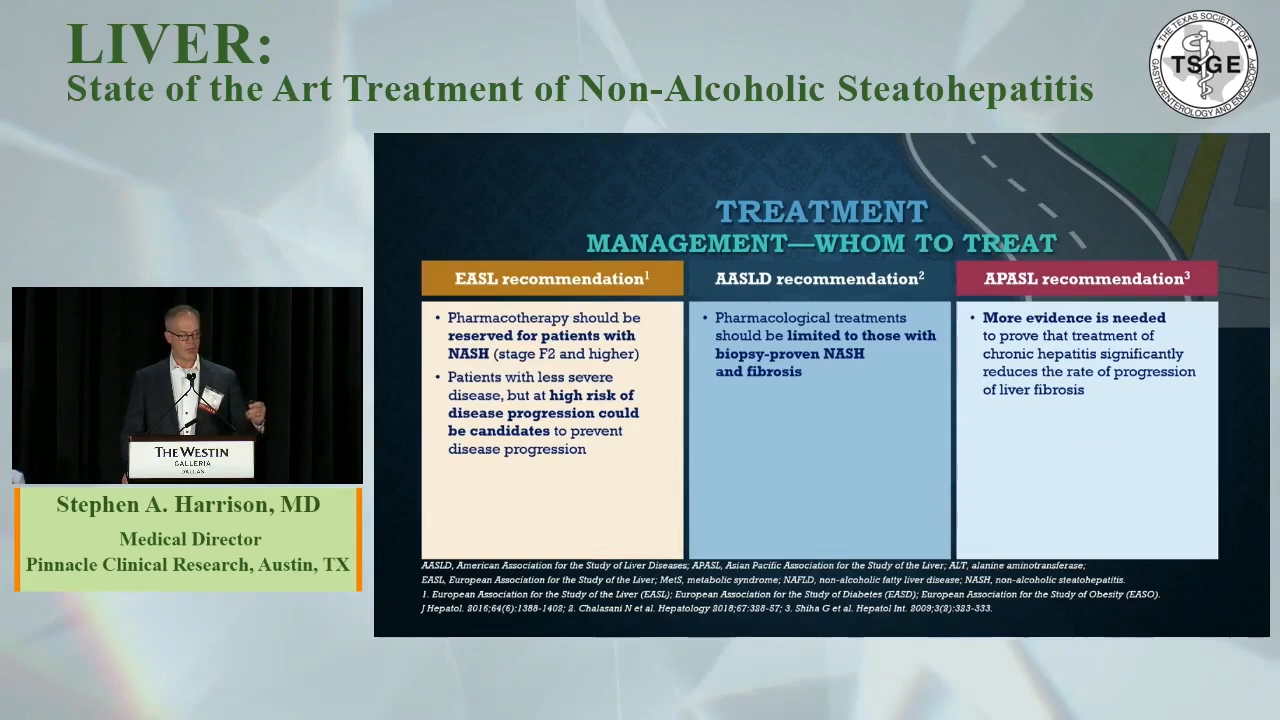 LIVER:
State of the Art Treatment of Non-Alcoholic Steatohepatitis
THE TEXAS SOCIETY FOR
TSGE
GASTROENTEROLOGY AND ENDOSCOPY
TREATMENT
MANAGEMENT—WHOM TO TREAT
EASL recommendation1
• Pharmacotherapy should be
reserved for patients with
NASH (stage F2 and higher)
• Patients with less severe
disease, but at high risk of
disease progression could
be candidates to prevent
disease progression
AASLD recommendation2
• Pharmacological treatments
should be limited to those with
biopsy-proven NASH
and fibrosis
APASL recommendation3
• More evidence is needed
to prove that treatment of
chronic hepatitis significantly
reduces the rate of progression
of liver fibrosis
AASLD, American Association for the Study of Liver Diseases; APASL, Asian Pacific Association for the Study of the Liver; ALT, alanine aminotransferase;
EASL, European Association for the Study of the Liver; MetS, metabolic syndrome; NAFLD, non-alcoholic fatty liver disease; NASH, non-alcoholic steatohepatitis.
1. European Association for the Study of the Liver (EASL); European Association for the Study of Diabetes (EASD); European Association for the Study of Obesity (EASO).
J Hepatol. 2016;64(6):1388-1402; 2. Chalasani N et al. Hepatology 2018;67:328-57; 3. Shiha G et al. Hepatol Int. 2009;3(2):323-333.
THE WESTIN
GALLERIA
DALLAS
Stephen A. Harrison, MD
Medical Director
Pinnacle Clinical Research, Austin, TX